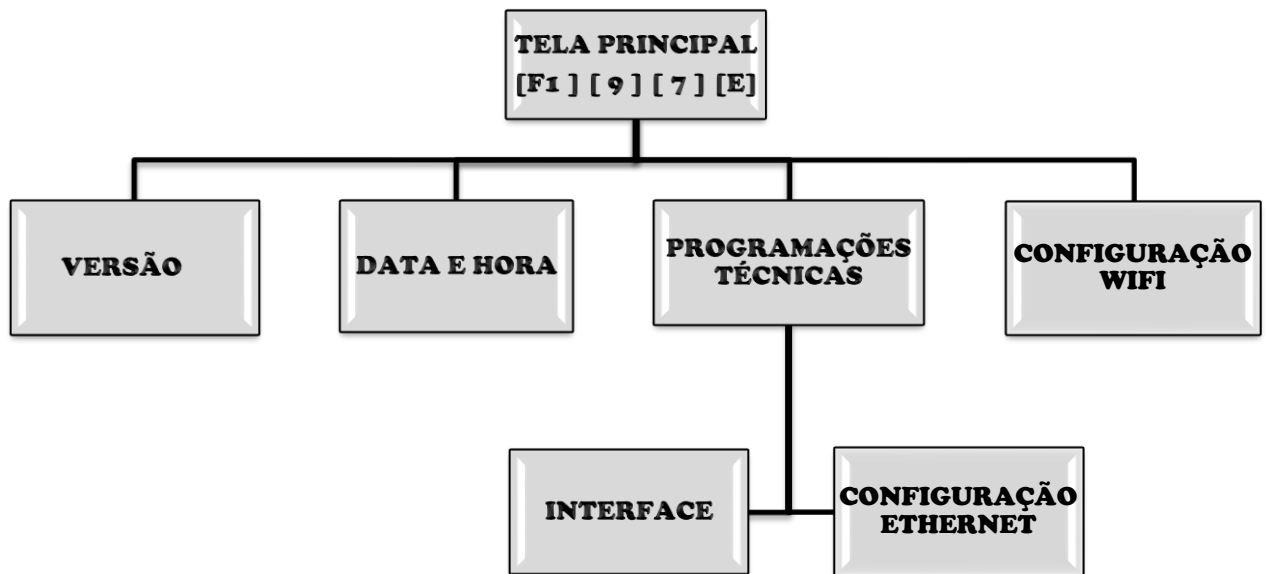 TELA PRINCIPAL
[F1 ] [ 9 ] [ 7 ] [E]
VERSÃO
DATA E HORA
PROGRAMAÇÕES
TÉCNICAS
CONFIGURAÇÃO
WIFI
INTERFACE
CONFIGURAÇÃO
ETHERNET